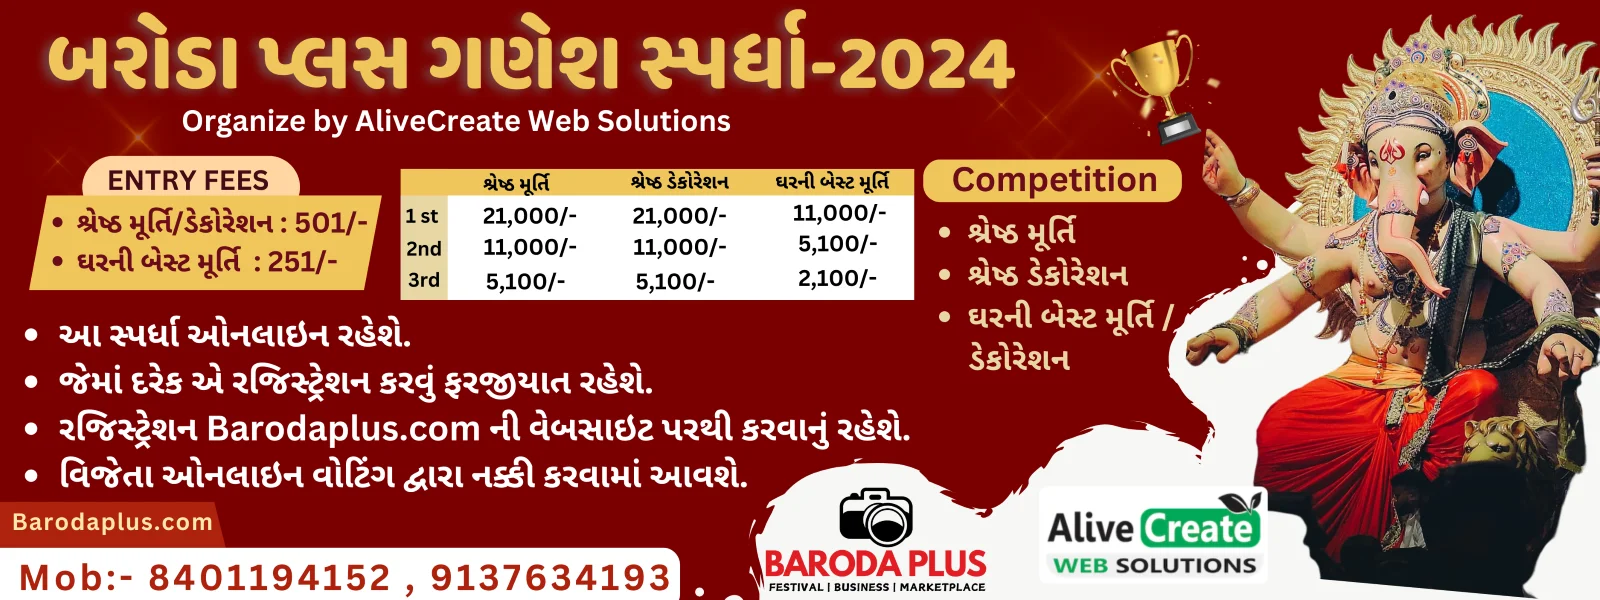 બરોડા પ્લસ ગણેશ સ્પર્ધા-2024
Organize by AliveCreate Web Solutions
ENTRY FEES
• શ્રેષ્ઠ મૂર્તિ/ડેકોરેશન : 501/-
• ઘરની બેસ્ટ મૂર્તિ : 251/-
શ્રેષ્ઠ મૂર્તિ શ્રેષ્ઠ ડેકોરેશન ઘરની બેસ્ટ મૂર્તિ
1 st 21,000/- 21,000/- 11,000/-
2nd 11,000/- 11,000/- 5,100/-
3rd 5,100/- 5,100/- 2,100/-
Competition
• શ્રેષ્ઠ મૂર્તિ
• શ્રેષ્ઠ ડેકોરેશન
• ઘરની બેસ્ટ મૂર્તિ /
ડેકોરેશન
• આ સ્પર્ધા ઓનલાઇન રહેશે.
• જેમાં દરેક એ રજિસ્ટ્રેશન કરવું ફરજીયાત રહેશે.
• રજિસ્ટ્રેશન Barodaplus.com ની વેબસાઇટ પરથી કરવાનું રહેશે.
• વિજેતા ઓનલાઇન વોટિંગ દ્વારા નક્કી કરવામાં આવશે.
Barodaplus.com
Mob:- 8401194152 , 9137634193
BARODA PLUS
FESTIVAL | BUSINESS | MARKETPLACE
Alive Create
WEB SOLUTIONS